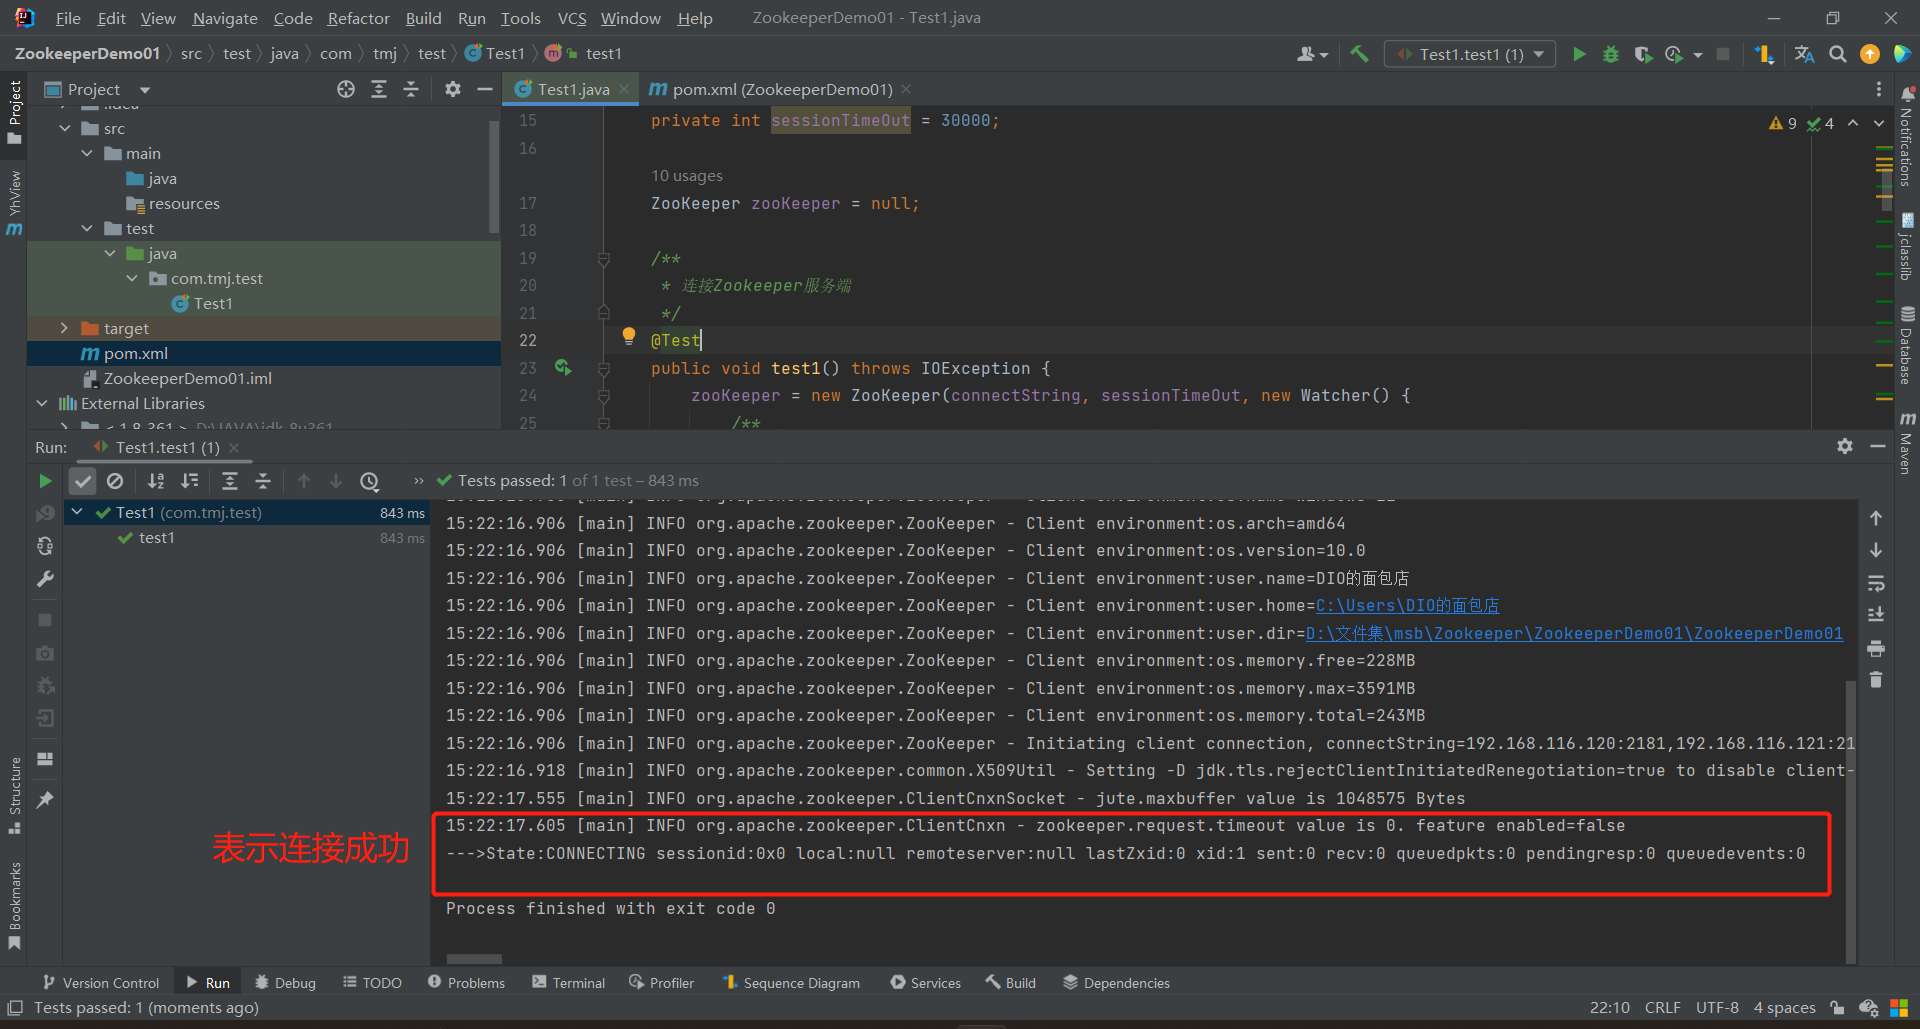 File Edit View Navigate Code Refactor Build Run Tools VCS Window Help ZookeeperDemo01 - Test1.java
ZookeeperDemo01 src test java com tmj test Test1 test1
Test1.test1 (1)
Project
Test1.java pom.xml (ZookeeperDemo01)
.idea
src
main
java
resources
test
java
com.tmj.test
Test1
target
pom.xml
ZookeeperDemo01.iml
External Libraries
< 1.8.361 > D:\JAVA\jdk-8u361
15 private int sessionTimeOut = 30000;
16
10 usages
17 ZooKeeper zooKeeper = null;
18
19 /**
20 * 连接Zookeeper服务端
21 */
22 @Test
23 public void test1() throws IOException {
24 zooKeeper = new ZooKeeper(connectString, sessionTimeOut, new Watcher() {
25 /**
9 4
Project
YhView
Structure
Bookmarks
Notifications
jclasslib
Database
Maven
Run: Test1.test1 (1)
Tests passed: 1 of 1 test – 843 ms
Test1 (com.tmj.test) 843 ms
test1 843 ms
15:22:16.906 [main] INFO org.apache.zookeeper.ZooKeeper - Client environment:os.arch=amd64
15:22:16.906 [main] INFO org.apache.zookeeper.ZooKeeper - Client environment:os.version=10.0
15:22:16.906 [main] INFO org.apache.zookeeper.ZooKeeper - Client environment:user.name=DIO的面包店
15:22:16.906 [main] INFO org.apache.zookeeper.ZooKeeper - Client environment:user.home=C:\Users\DIO的面包店
15:22:16.906 [main] INFO org.apache.zookeeper.ZooKeeper - Client environment:user.dir=D:\文件集\msb\Zookeeper\ZookeeperDemo01\ZookeeperDemo01
15:22:16.906 [main] INFO org.apache.zookeeper.ZooKeeper - Client environment:os.memory.free=228MB
15:22:16.906 [main] INFO org.apache.zookeeper.ZooKeeper - Client environment:os.memory.max=3591MB
15:22:16.906 [main] INFO org.apache.zookeeper.ZooKeeper - Client environment:os.memory.total=243MB
15:22:16.906 [main] INFO org.apache.zookeeper.ZooKeeper - Initiating client connection, connectString=192.168.116.120:2181,192.168.116.121:21
15:22:16.918 [main] INFO org.apache.zookeeper.common.X509Util - Setting -D jdk.tls.rejectClientInitiatedRenegotiation=true to disable client-
15:22:17.555 [main] INFO org.apache.zookeeper.ClientCnxnSocket - jute.maxbuffer value is 1048575 Bytes
15:22:17.605 [main] INFO org.apache.zookeeper.ClientCnxn - zookeeper.request.timeout value is 0. feature enabled=false
--->State:CONNECTING sessionid:0x0 local:null remoteserver:null lastZxid:0 xid:1 sent:0 recv:0 queuedpkts:0 pendingresp:0 queuedevents:0
表示连接成功
Process finished with exit code 0
Version Control Run Debug TODO Problems Terminal Profiler Sequence Diagram Services Build Dependencies
Tests passed: 1 (moments ago) 22:10 CRLF UTF-8 4 spaces